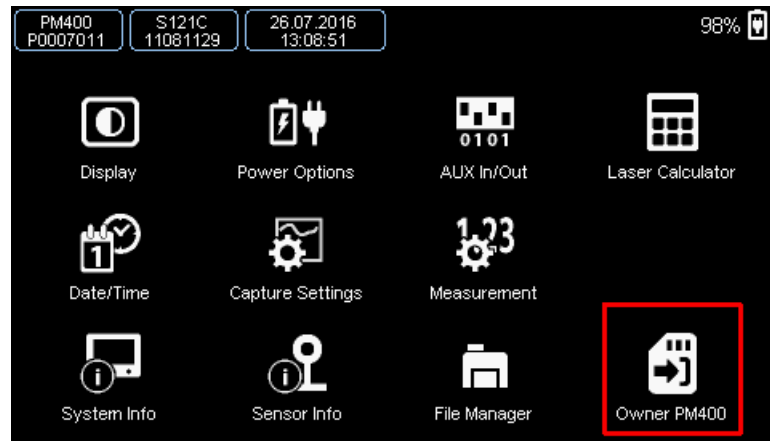 PM400
P0007011
S121C
11081129
26.07.2016
13:08:51
98%
0101
Display
Power Options
AUX In/Out
Laser Calculator
1
1.23
Date/Time
Capture Settings
Measurement
i
i
System Info
Sensor Info
File Manager
Owner PM400